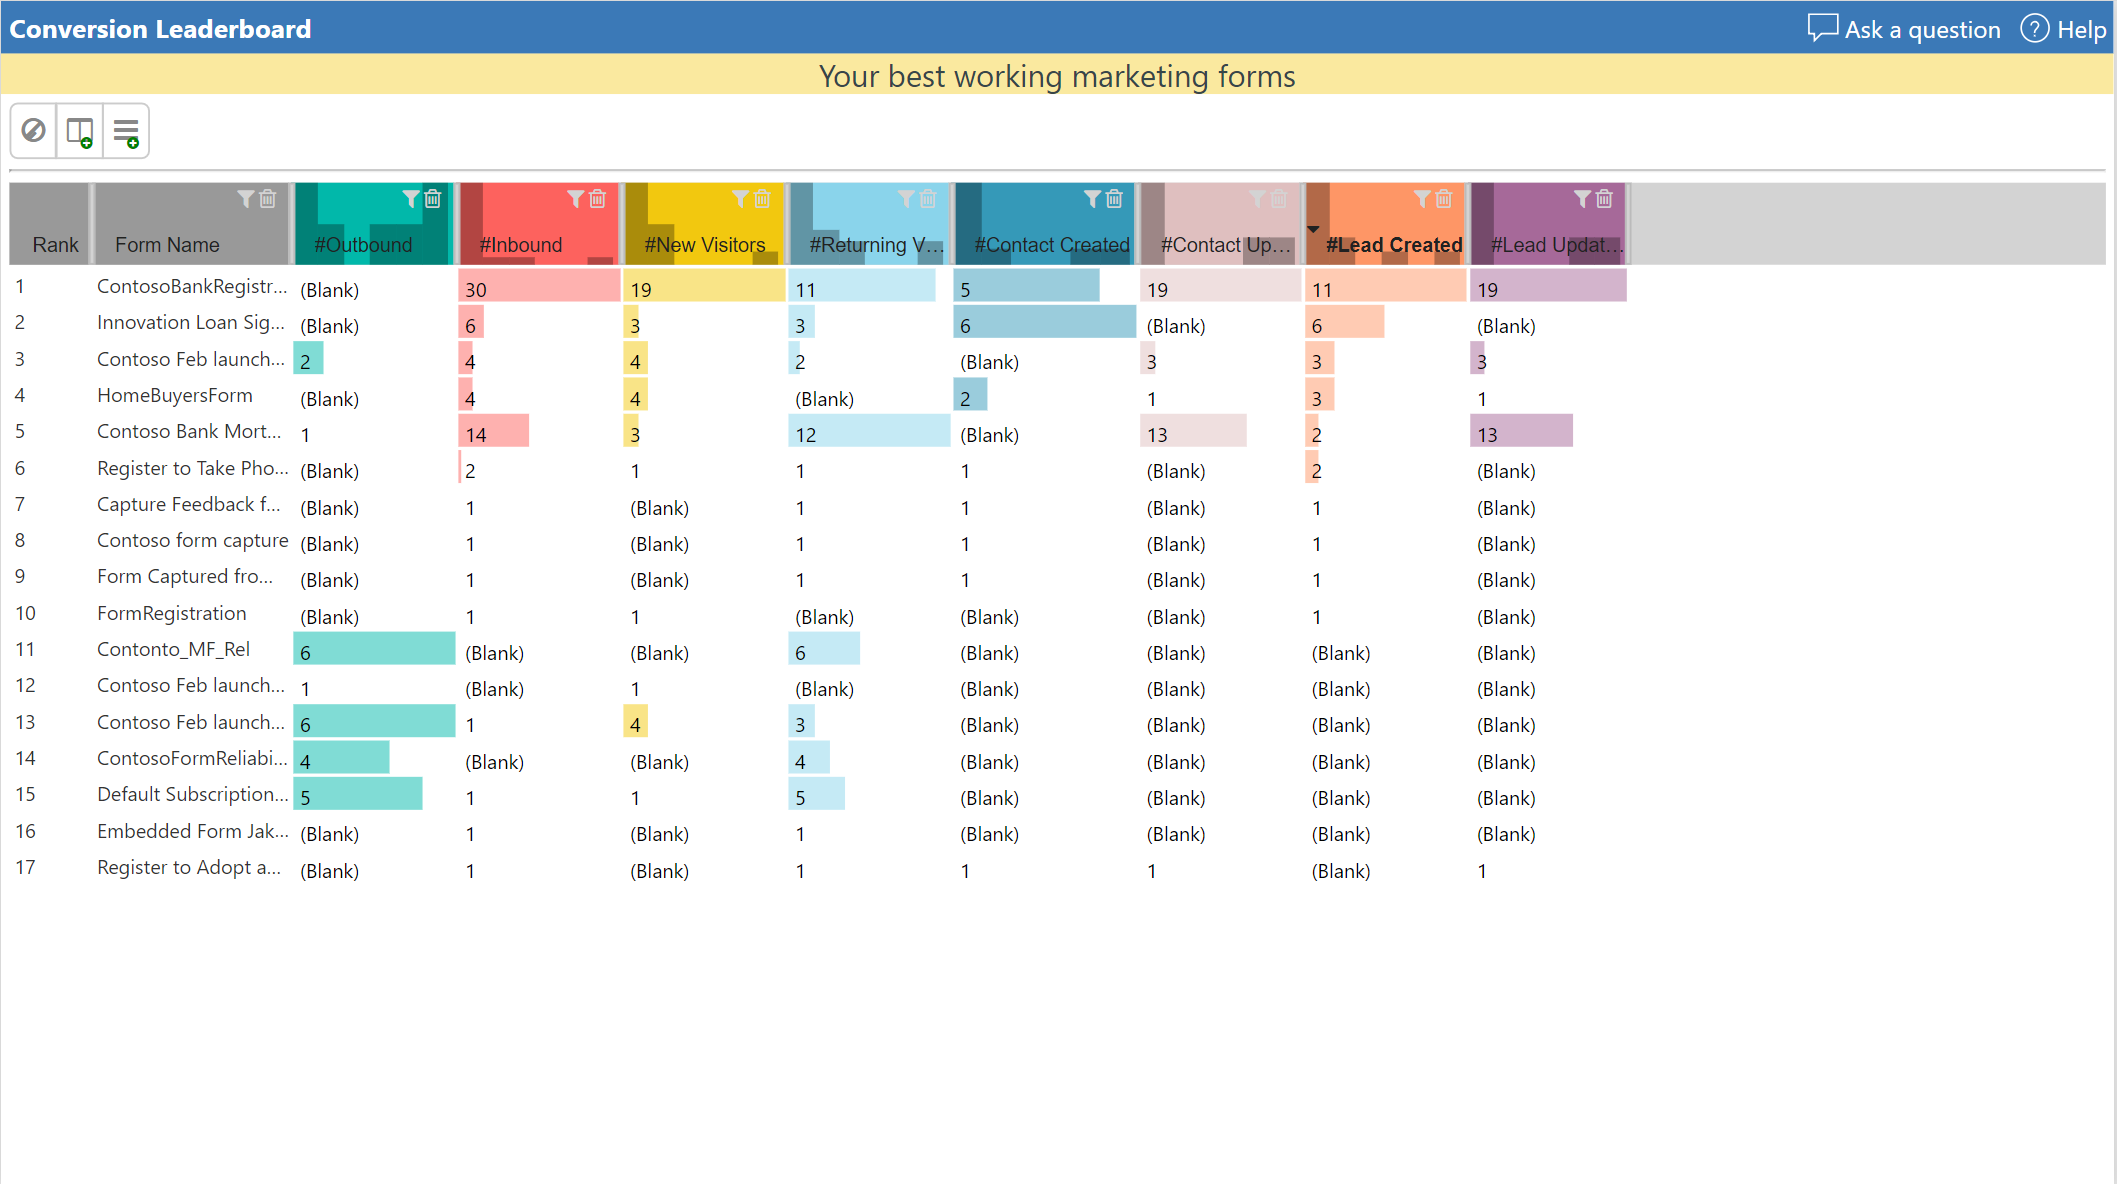 Conversion Leaderboard Ask a question ? Help
Your best working marketing forms
Rank Form Name #Outbound #Inbound #New Visitors #Returning V... #Contact Created #Contact Up... #Lead Created #Lead Updat...
1 ContosoBankRegistr... (Blank) 30 19 11 5 19 11 19
2 Innovation Loan Sig... (Blank) 6 3 3 6 (Blank) 6 (Blank)
3 Contoso Feb launch... 2 4 4 2 (Blank) 3 3 3
4 HomeBuyersForm (Blank) 4 4 (Blank) 2 1 3 1
5 Contoso Bank Mort... 1 14 3 12 (Blank) 13 2 13
6 Register to Take Pho... (Blank) 2 1 1 1 (Blank) 2 (Blank)
7 Capture Feedback f... (Blank) 1 (Blank) 1 1 (Blank) 1 (Blank)
8 Contoso form capture (Blank) 1 (Blank) 1 1 (Blank) 1 (Blank)
9 Form Captured fro... (Blank) 1 (Blank) 1 1 (Blank) 1 (Blank)
10 FormRegistration (Blank) 1 1 (Blank) (Blank) (Blank) 1 (Blank)
11 Contonto_MF_Rel 6 (Blank) (Blank) 6 (Blank) (Blank) (Blank) (Blank)
12 Contoso Feb launch... 1 (Blank) 1 (Blank) (Blank) (Blank) (Blank) (Blank)
13 Contoso Feb launch... 6 1 4 3 (Blank) (Blank) (Blank) (Blank)
14 ContosoFormReliabi... 4 (Blank) (Blank) 4 (Blank) (Blank) (Blank) (Blank)
15 Default Subscription... 5 1 1 5 (Blank) (Blank) (Blank) (Blank)
16 Embedded Form Jak... (Blank) 1 (Blank) 1 (Blank) (Blank) (Blank) (Blank)
17 Register to Adopt a... (Blank) 1 (Blank) 1 1 1 (Blank) 1